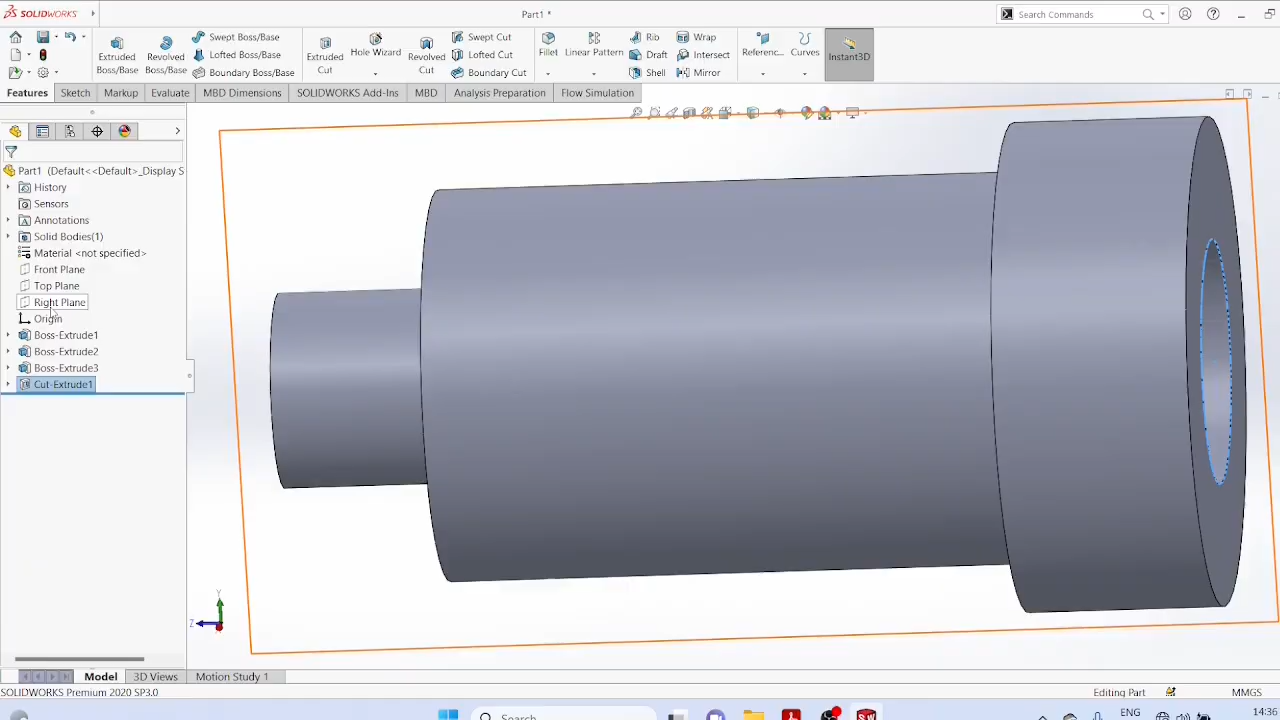 SOLIDWORKS
Part1 *
Search Commands
Extruded Boss/Base
Revolved Boss/Base
Swept Boss/Base
Lofted Boss/Base
Boundary Boss/Base
Extruded Cut
Hole Wizard
Revolved Cut
Swept Cut
Lofted Cut
Boundary Cut
Fillet
Linear Pattern
Rib
Draft
Shell
Wrap
Intersect
Mirror
Referenc...
Curves
Instant3D
Features
Sketch
Markup
Evaluate
MBD Dimensions
SOLIDWORKS Add-Ins
MBD
Analysis Preparation
Flow Simulation
Part1 (Default<<Default>_Display S
History
Sensors
Annotations
Solid Bodies(1)
Material <not specified>
Front Plane
Top Plane
Right Plane
Origin
Boss-Extrude1
Boss-Extrude2
Boss-Extrude3
Cut-Extrude1
Y
Z
Model
3D Views
Motion Study 1
SOLIDWORKS Premium 2020 SP3.0
Editing Part
MMGS
Search
ENG
14:36